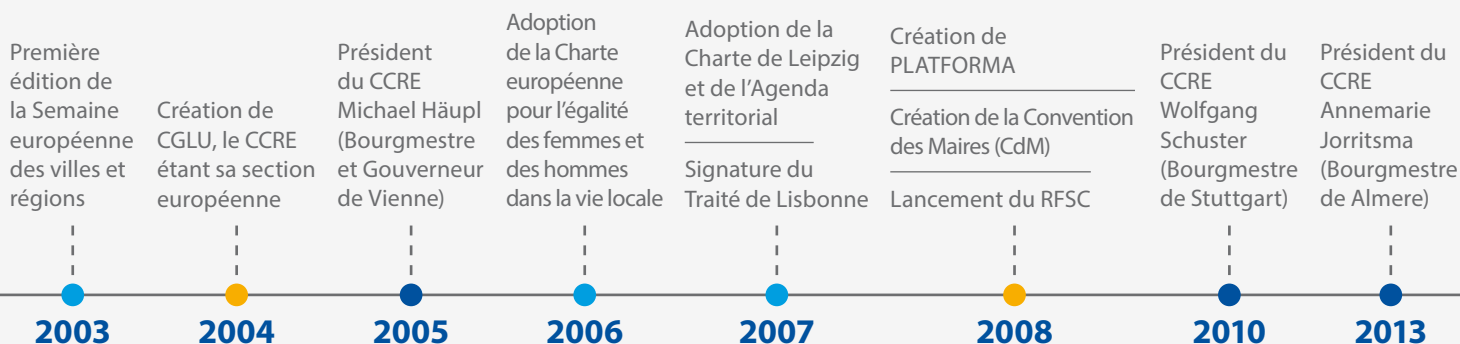 Première
édition de
la Semaine
européenne
des villes et
régions
Création de
CGLU, le CCRE
étant sa section
européenne
Président
du CCRE
Michael Häupl
(Bourgmestre
et Gouverneur
de Vienne)
Adoption
de la Charte
européenne
pour l'égalité
des femmes et
des hommes
dans la vie locale
Adoption de la
Charte de Leipzig
et de l'Agenda
territorial
Signature du
Traité de Lisbonne
Création de
PLATFORMA
Création de la Convention
des Maires (CdM)
Lancement du RFSC
Président du
CCRE
Wolfgang
Schuster
(Bourgmestre
de Stuttgart)
Président du
CCRE
Annemarie
Jorritsma
(Bourgmestre
de Almere)
2003
2004
2005
2006
2007
2008
2010
2013